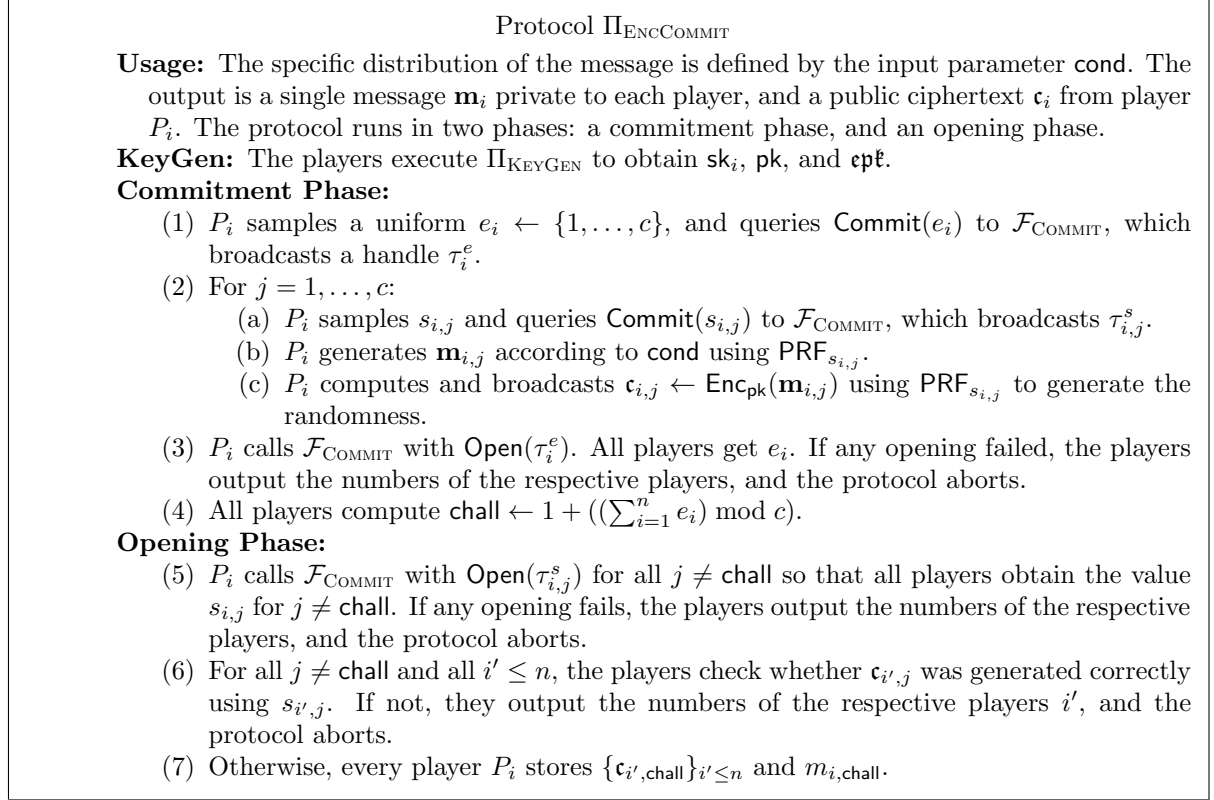 Protocol Π_EncCommit
Usage: The specific distribution of the message is defined by the input parameter cond. The
output is a single message 𝐦_i private to each player, and a public ciphertext 𝔠_i from player
P_i. The protocol runs in two phases: a commitment phase, and an opening phase.
KeyGen: The players execute Π_KeyGen to obtain sk_i, pk, and 𝔢𝔭𝔨.
Commitment Phase:
(1) P_i samples a uniform e_i ← {1, . . . , c}, and queries Commit(e_i) to ℱ_Commit, which
broadcasts a handle τ_i^e.
(2) For j = 1, . . . , c:
(a) P_i samples s_{i,j} and queries Commit(s_{i,j}) to ℱ_Commit, which broadcasts τ_{i,j}^s.
(b) P_i generates 𝐦_{i,j} according to cond using PRF_{s_{i,j}}.
(c) P_i computes and broadcasts 𝔠_{i,j} ← Enc_pk(𝐦_{i,j}) using PRF_{s_{i,j}} to generate the
randomness.
(3) P_i calls ℱ_Commit with Open(τ_i^e). All players get e_i. If any opening failed, the players
output the numbers of the respective players, and the protocol aborts.
(4) All players compute chall ← 1 + ((∑_{i=1}^n e_i) mod c).
Opening Phase:
(5) P_i calls ℱ_Commit with Open(τ_{i,j}^s) for all j ≠ chall so that all players obtain the value
s_{i,j} for j ≠ chall. If any opening fails, the players output the numbers of the respective
players, and the protocol aborts.
(6) For all j ≠ chall and all i′ ≤ n, the players check whether 𝔠_{i′,j} was generated correctly
using s_{i′,j}. If not, they output the numbers of the respective players i′, and the
protocol aborts.
(7) Otherwise, every player P_i stores {𝔠_{i′,chall}}_{i′≤n} and m_{i,chall}.